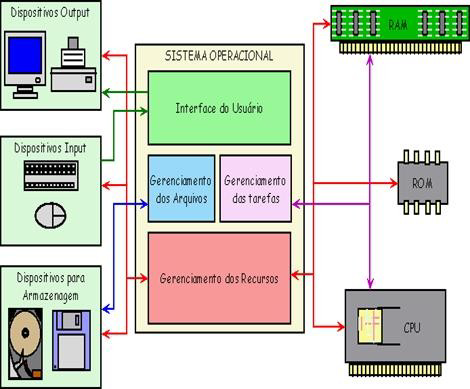 Dispositivos Output
SISTEMA OPERACIONAL
RAM
Interface do Usuário
Dispositivos Input
Gerenciamento
dos Arquivos
Gerenciamento
das tarefas
ROM
Dispositivos para
Armazenagem
Gerenciamento dos Recursos
CPU